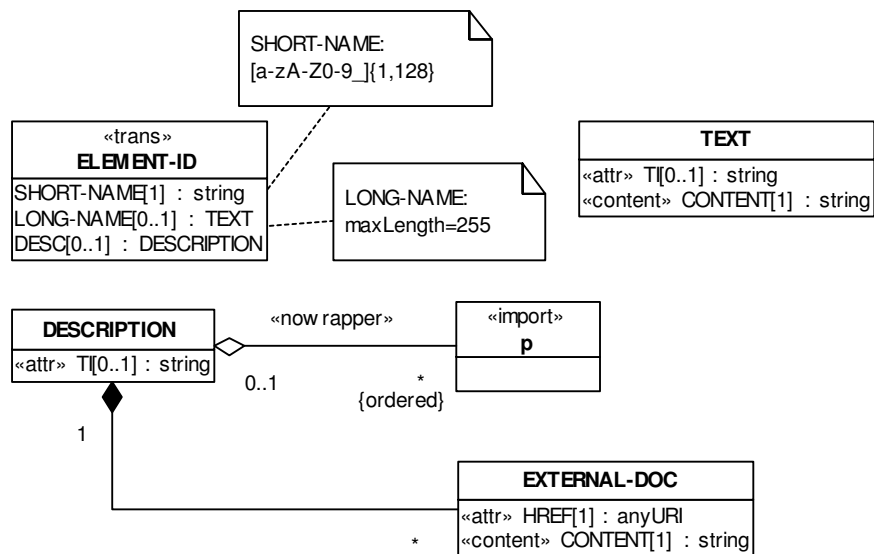 SHORT-NAME:
[a-zA-Z0-9_]{1,128}
«trans»
ELEMENT-ID
SHORT-NAME[1] : string
LONG-NAME[0..1] : TEXT
DESC[0..1] : DESCRIPTION
LONG-NAME:
maxLength=255
TEXT
«attr» TI[0..1] : string
«content» CONTENT[1] : string
DESCRIPTION
«attr» TI[0..1] : string
«now rapper»
0..1
*
{ordered}
«import»
p
1
*
EXTERNAL-DOC
«attr» HREF[1] : anyURI
«content» CONTENT[1] : string